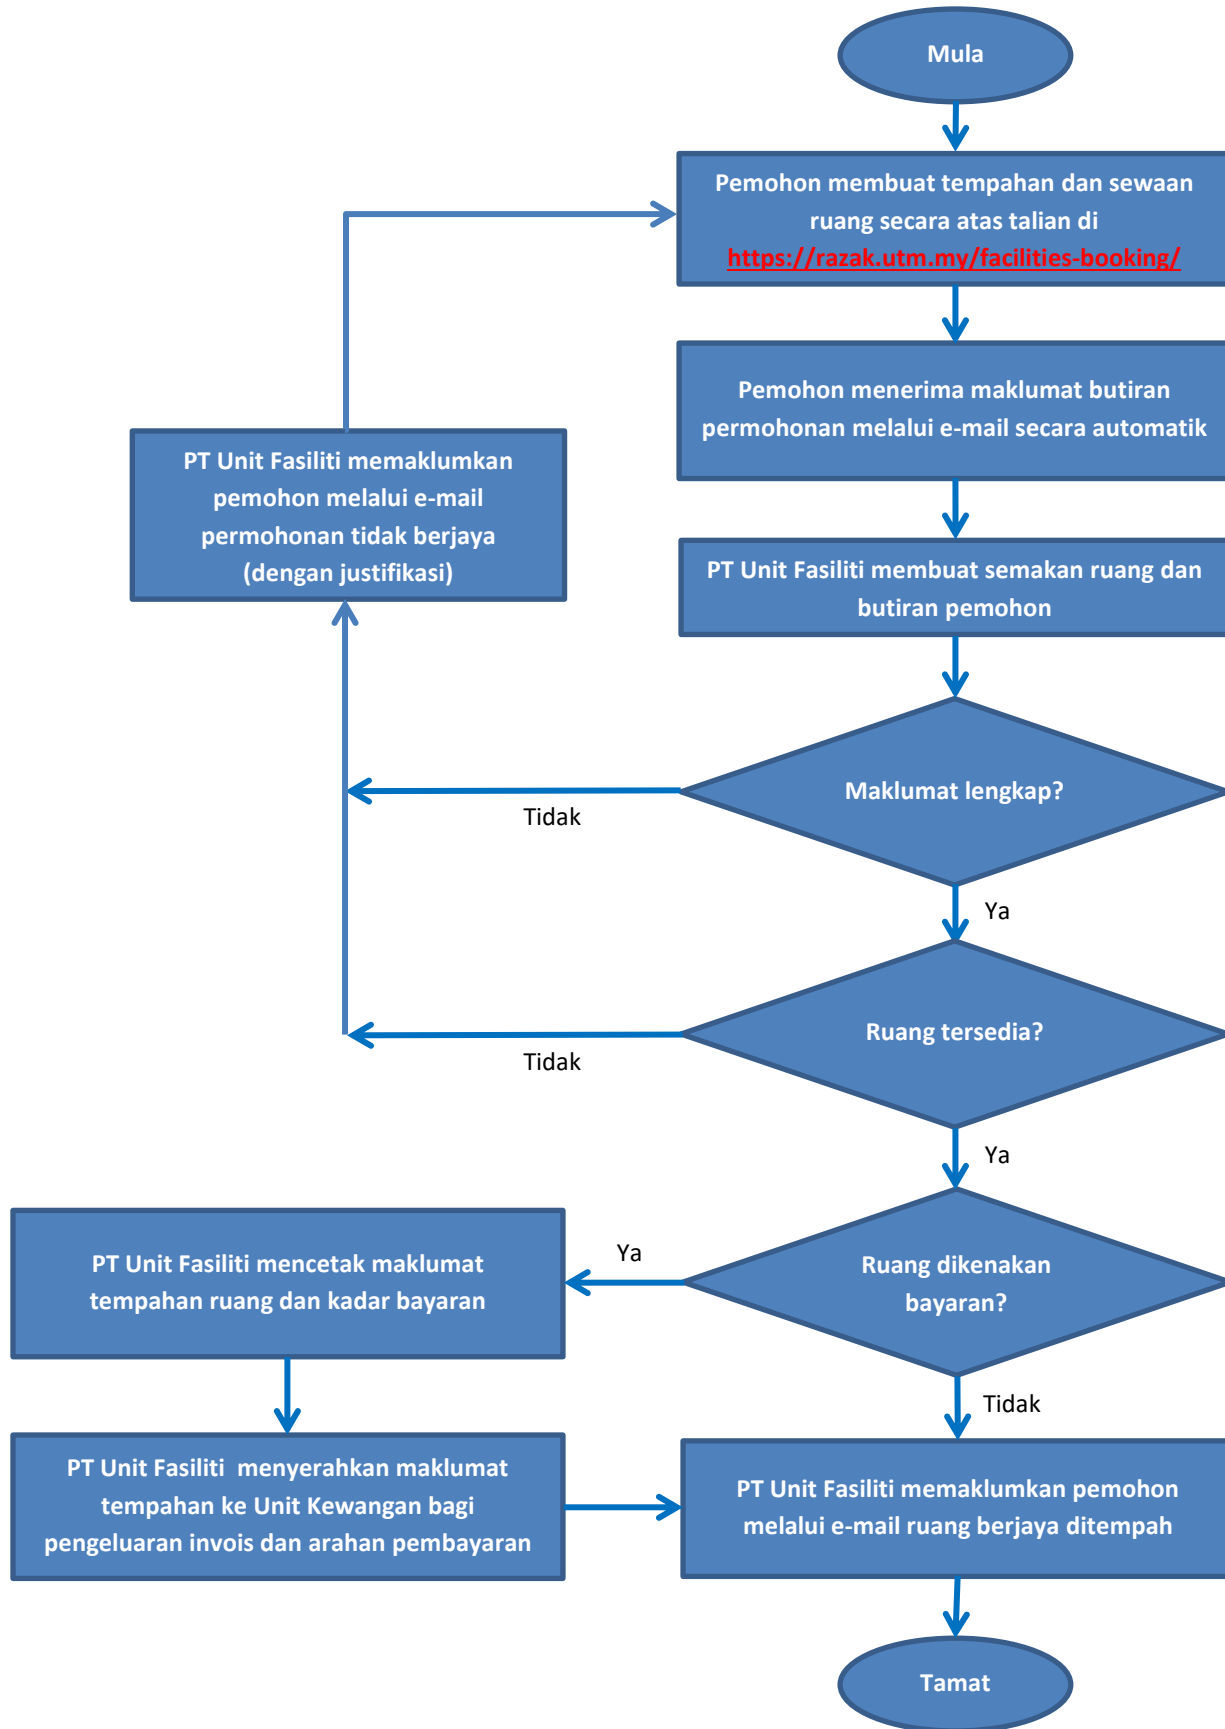 Mula
Pemohon membuat tempahan dan sewaan
ruang secara atas talian di
https://razak.utm.my/facilities-booking/
Pemohon menerima maklumat butiran
permohonan melalui e-mail secara automatik
PT Unit Fasiliti memaklumkan
pemohon melalui e-mail
permohonan tidak berjaya
(dengan justifikasi)
PT Unit Fasiliti membuat semakan ruang dan
butiran pemohon
Maklumat lengkap?
Tidak
Ya
Ruang tersedia?
Tidak
Ya
Ruang dikenakan
bayaran?
Ya
PT Unit Fasiliti mencetak maklumat
tempahan ruang dan kadar bayaran
Tidak
PT Unit Fasiliti  menyerahkan maklumat
tempahan ke Unit Kewangan bagi
pengeluaran invois dan arahan pembayaran
PT Unit Fasiliti memaklumkan pemohon
melalui e-mail ruang berjaya ditempah
Tamat